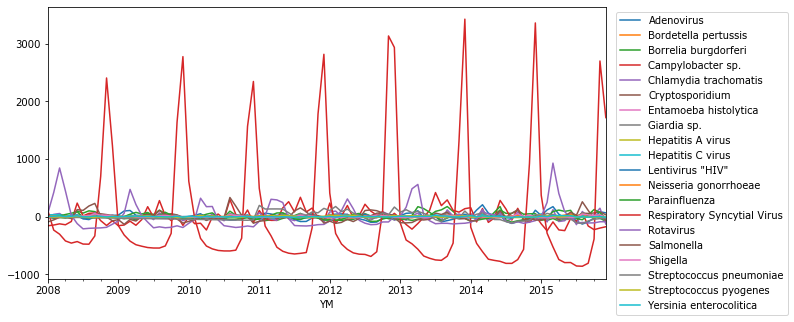 3000
2000
1000
0
−1000
2008
2009
2010
2011
2012
2013
2014
2015
YM
Adenovirus
Bordetella pertussis
Borrelia burgdorferi
Campylobacter sp.
Chlamydia trachomatis
Cryptosporidium
Entamoeba histolytica
Giardia sp.
Hepatitis A virus
Hepatitis C virus
Lentivirus "HIV"
Neisseria gonorrhoeae
Parainfluenza
Respiratory Syncytial Virus
Rotavirus
Salmonella
Shigella
Streptococcus pneumoniae
Streptococcus pyogenes
Yersinia enterocolitica